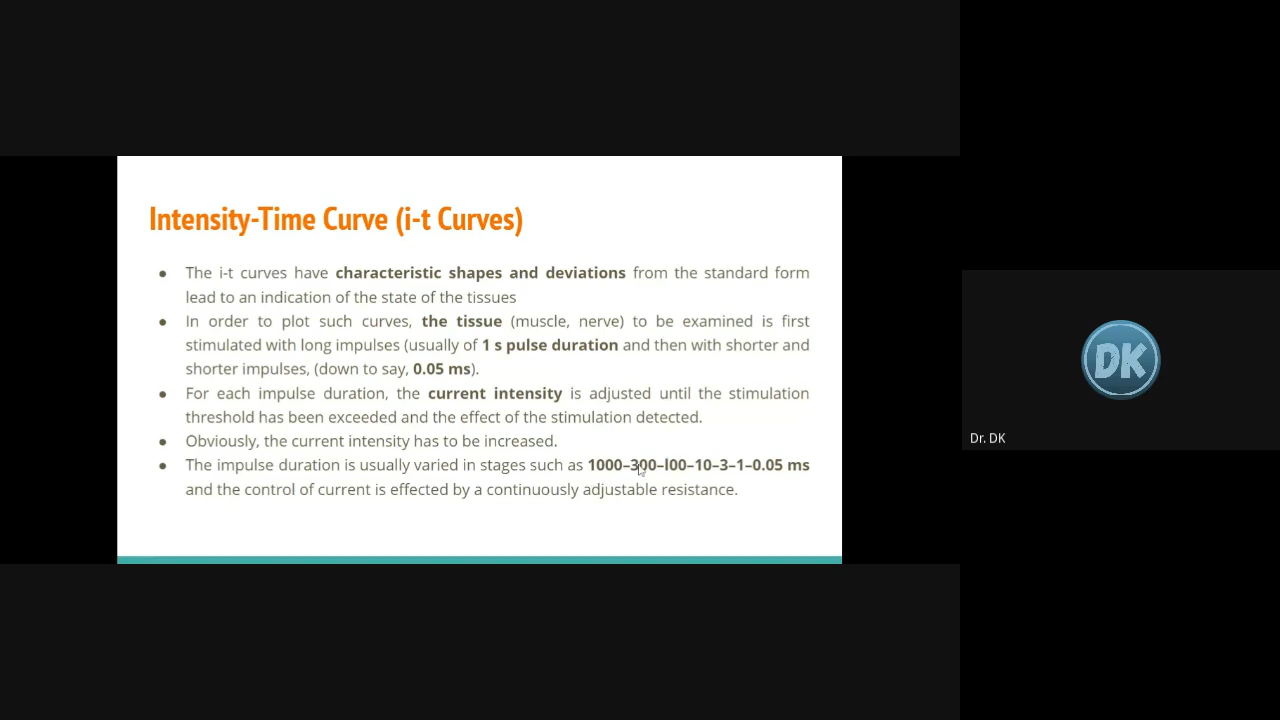 Intensity-Time Curve (i-t Curves)
● The i-t curves have characteristic shapes and deviations from the standard form
lead to an indication of the state of the tissues
● In order to plot such curves, the tissue (muscle, nerve) to be examined is first
stimulated with long impulses (usually of 1 s pulse duration and then with shorter and
shorter impulses, (down to say, 0.05 ms).
● For each impulse duration, the current intensity is adjusted until the stimulation
threshold has been exceeded and the effect of the stimulation detected.
● Obviously, the current intensity has to be increased.
● The impulse duration is usually varied in stages such as 1000–300–l00–10–3–1–0.05 ms
and the control of current is effected by a continuously adjustable resistance.
DK
Dr. DK